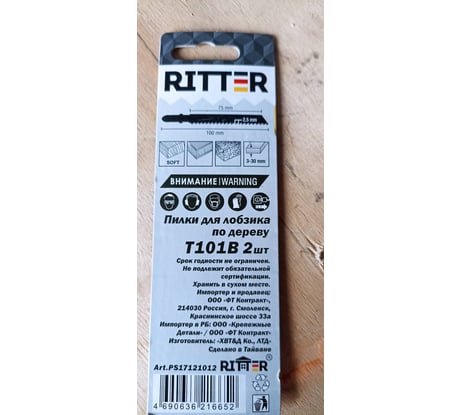 RITTER
75 mm
2,5 mm
100 mm
SOFT
3-30 mm
ВНИМАНИЕ|WARNING
Пилки для лобзика
по дереву
T101B 2шт
Срок годности не ограничен.
Не подлежит обязательной
сертификации.
Хранить в сухом месте.
Импортер и продавец:
ООО «ФТ Контракт»,
214030 Россия, г. Смоленск,
Краснинское шоссе 33а
Импортер в РБ: ООО «Крепежные
Детали» / ООО «ФТ Контракт»
Изготовитель: «ХВТ&Д Ко., ЛТД»
Сделано в Тайване
Art.PS17121012 RITTER
4 690636 216652